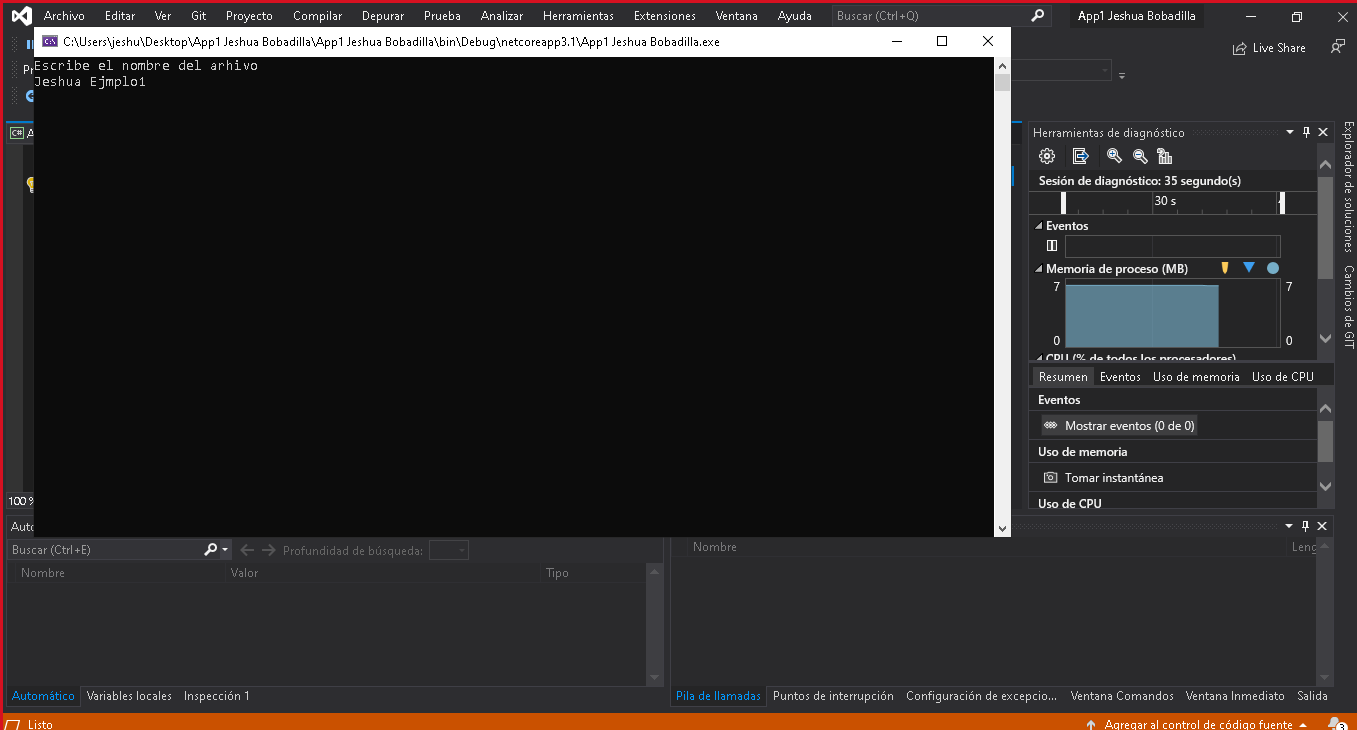 Archivo Editar Ver Git Proyecto Compilar Depurar Prueba Analizar Herramientas Extensiones Ventana Ayuda Buscar (Ctrl+Q) App1 Jeshua Bobadilla
C:\Users\jeshu\Desktop\App1 Jeshua Bobadilla\App1 Jeshua Bobadilla\bin\Debug\netcoreapp3.1\App1 Jeshua Bobadilla.exe
Live Share
Escribe el nombre del arhivo
Jeshua Ejmplo1
Herramientas de diagnóstico
Sesión de diagnóstico: 35 segundo(s)
30 s
Eventos
Memoria de proceso (MB)
7 7
0 0
CPU (% de todos los procesadores)
Resumen Eventos Uso de memoria Uso de CPU
Eventos
Mostrar eventos (0 de 0)
Uso de memoria
Tomar instantánea
Uso de CPU
Explorador de soluciones
Cambios de GIT
100 %
Buscar (Ctrl+E) Profundidad de búsqueda:
Nombre Valor Tipo
Nombre Leng
Automático Variables locales Inspección 1
Pila de llamadas Puntos de interrupción Configuración de excepcio... Ventana Comandos Ventana Inmediato Salida
Listo Agregar al control de código fuente 3